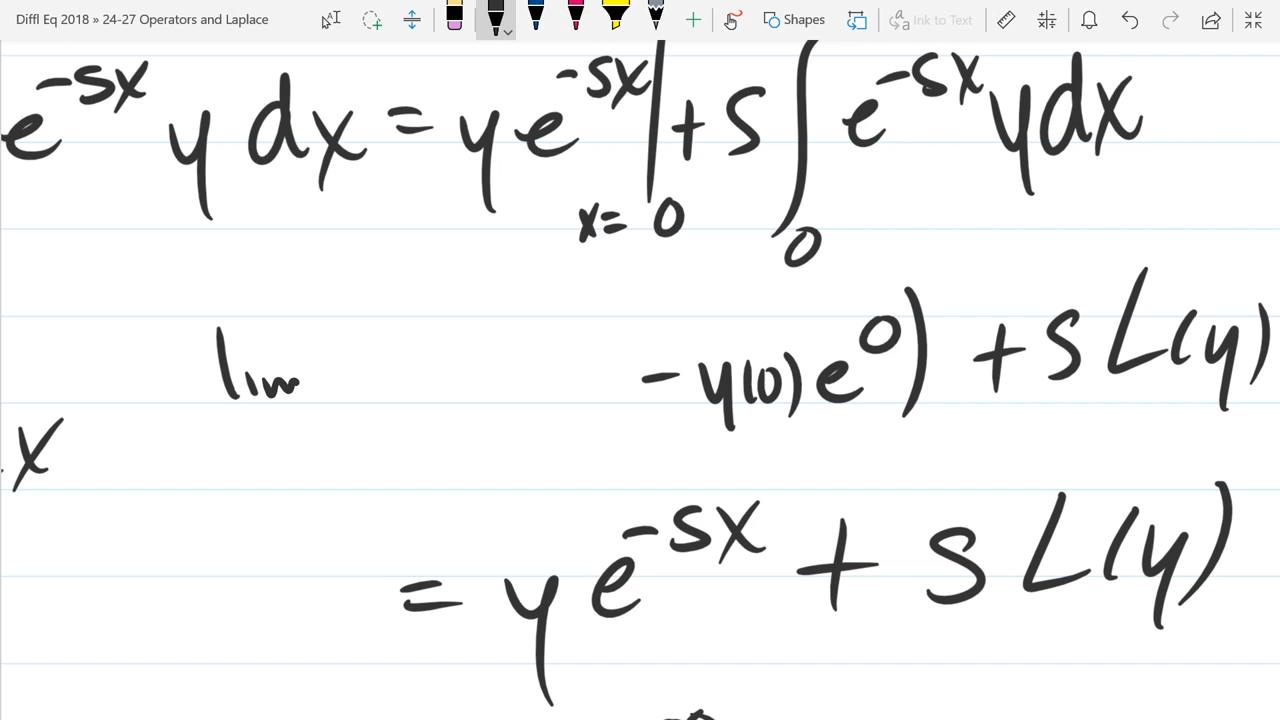 Diffl Eq 2018 » 24-27 Operators and Laplace Shapes Ink to Text
e^{-sx} y dx = y e^{-sx} | + s ∫ e^{-sx} y dx
x = 0 0
lim - y(0) e^0 ) + s L(y)
x
= y e^{-sx} + s L(y)